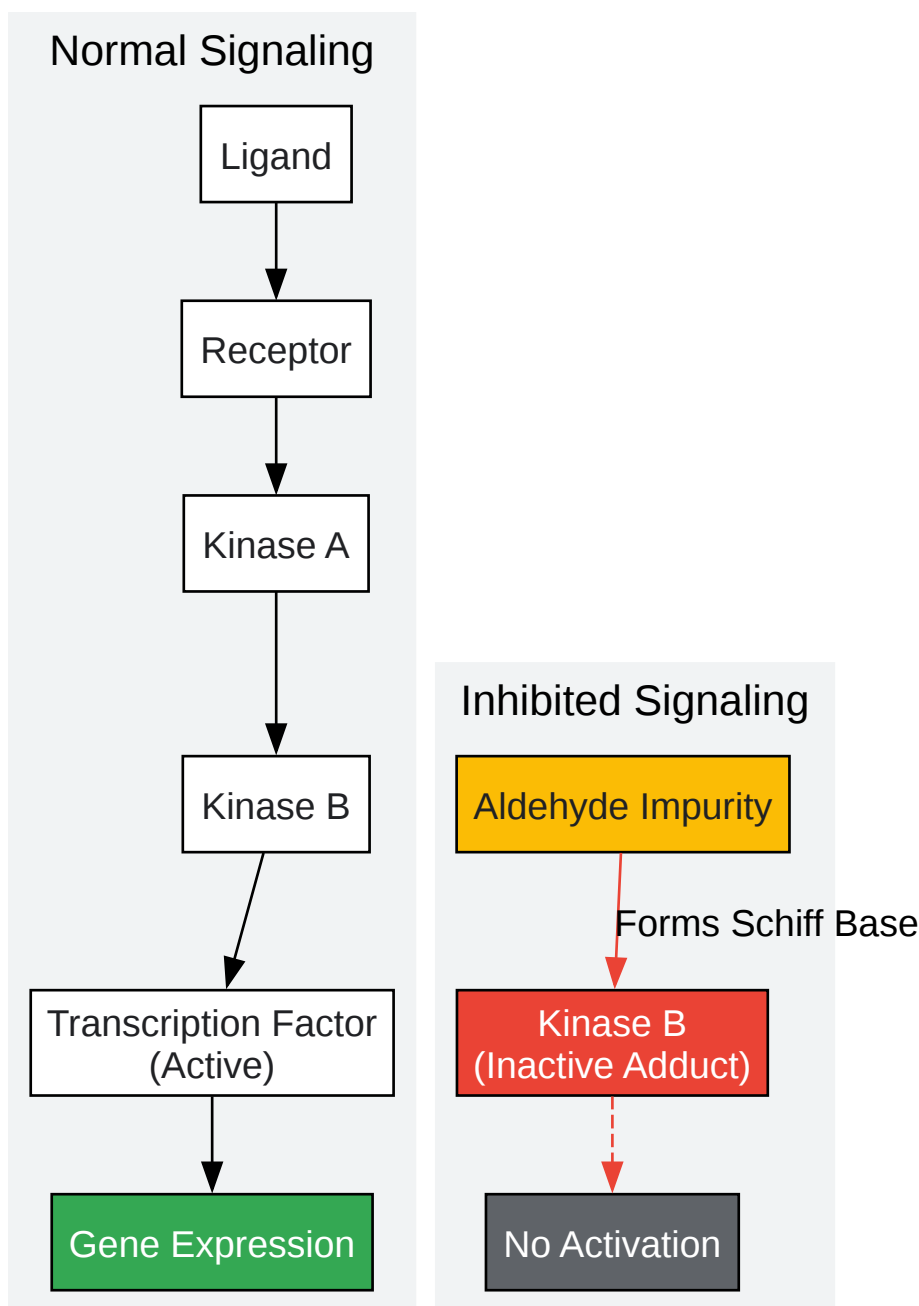 Normal Signaling
Ligand
Receptor
Kinase A
Kinase B
Transcription Factor
(Active)
Gene Expression
Inhibited Signaling
Aldehyde Impurity
Forms Schiff Base
Kinase B
(Inactive Adduct)
No Activation